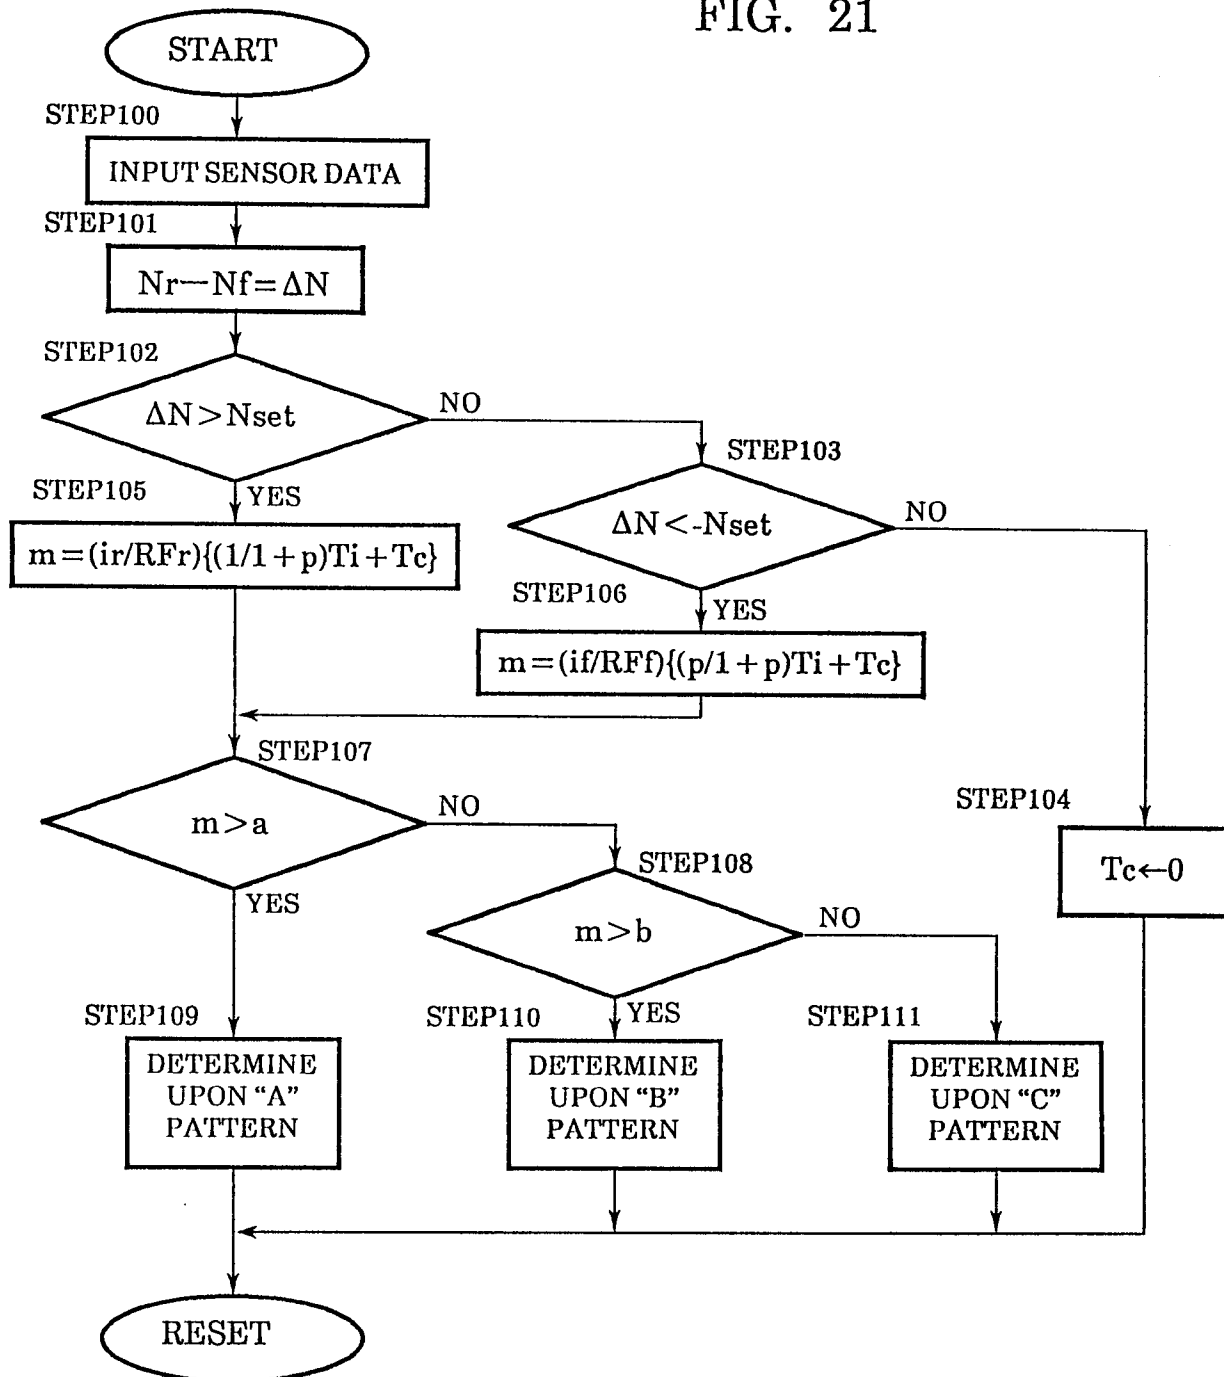 FIG. 21
START
STEP100
INPUT SENSOR DATA
STEP101
Nr—Nf=ΔN
STEP102
ΔN>Nset
NO
STEP103
STEP105
YES
ΔN<-Nset
NO
m=(ir/RFr){(1/1+p)Ti+Tc}
STEP106
YES
m=(if/RFf){(p/1+p)Ti+Tc}
STEP107
m>a
NO
STEP104
Tc←0
STEP108
YES
m>b
NO
STEP109
STEP110
YES
STEP111
DETERMINE
UPON “A”
PATTERN
DETERMINE
UPON “B”
PATTERN
DETERMINE
UPON “C”
PATTERN
RESET